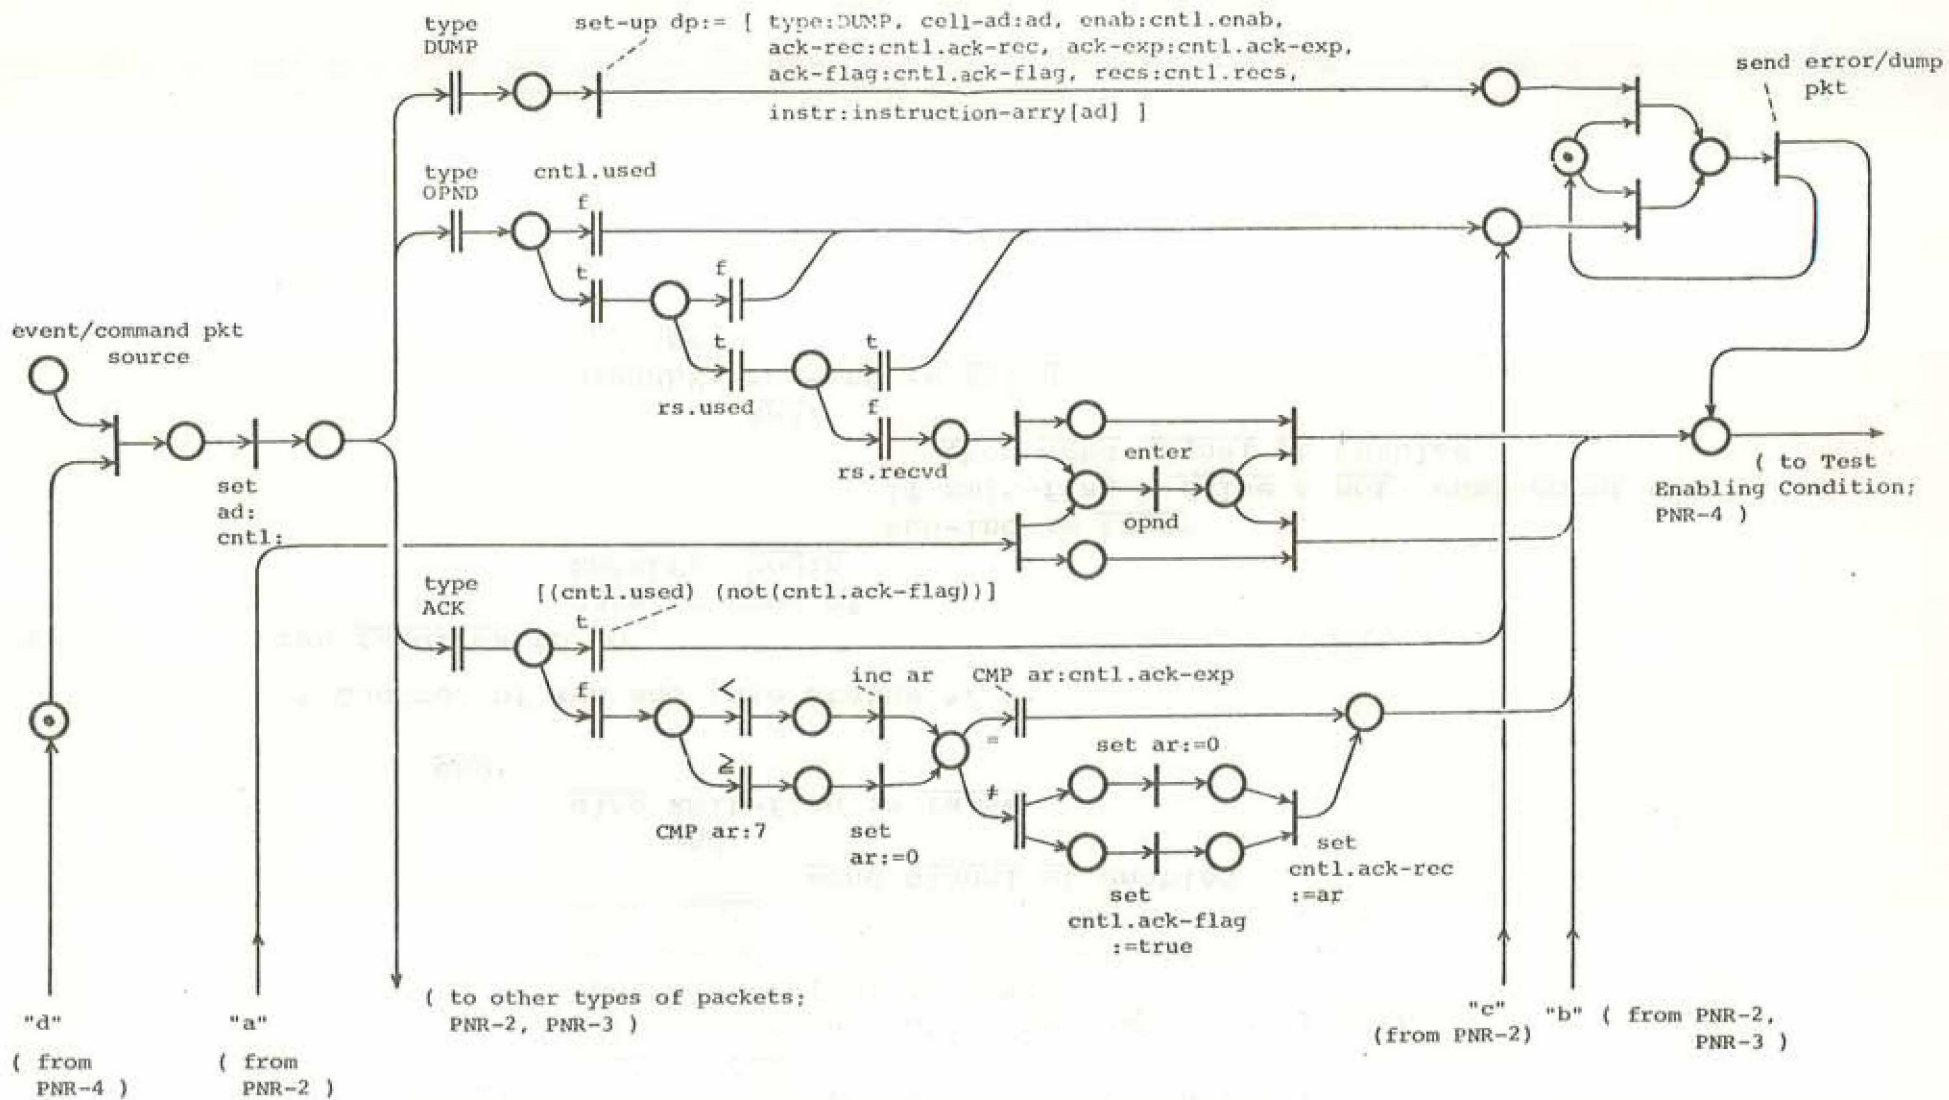 type
DUMP
set-up dp:= [ type:DUMP, cell-ad:ad, enab:cntl.enab,
ack-rec:cntl.ack-rec, ack-exp:cntl.ack-exp,
ack-flag:cntl.ack-flag, recs:cntl.recs,
instr:instruction-arry[ad] ]
send error/dump
pkt
type
OPND
cntl.used
f
t
f
t
rs.used
t
f
rs.recvd
event/command pkt
source
set
ad:
cntl:
enter
opnd
( to Test
Enabling Condition;
PNR-4 )
type
ACK
[(cntl.used) (not(cntl.ack-flag))]
t
f
<
≧
CMP ar:7
inc ar
set
ar:=0
CMP ar:cntl.ack-exp
=
≠
set ar:=0
set
cntl.ack-flag
:=true
set
cntl.ack-rec
:=ar
"d"
( from
PNR-4 )
"a"
( from
PNR-2 )
( to other types of packets;
PNR-2, PNR-3 )
"c"
(from PNR-2)
"b" ( from PNR-2,
PNR-3 )